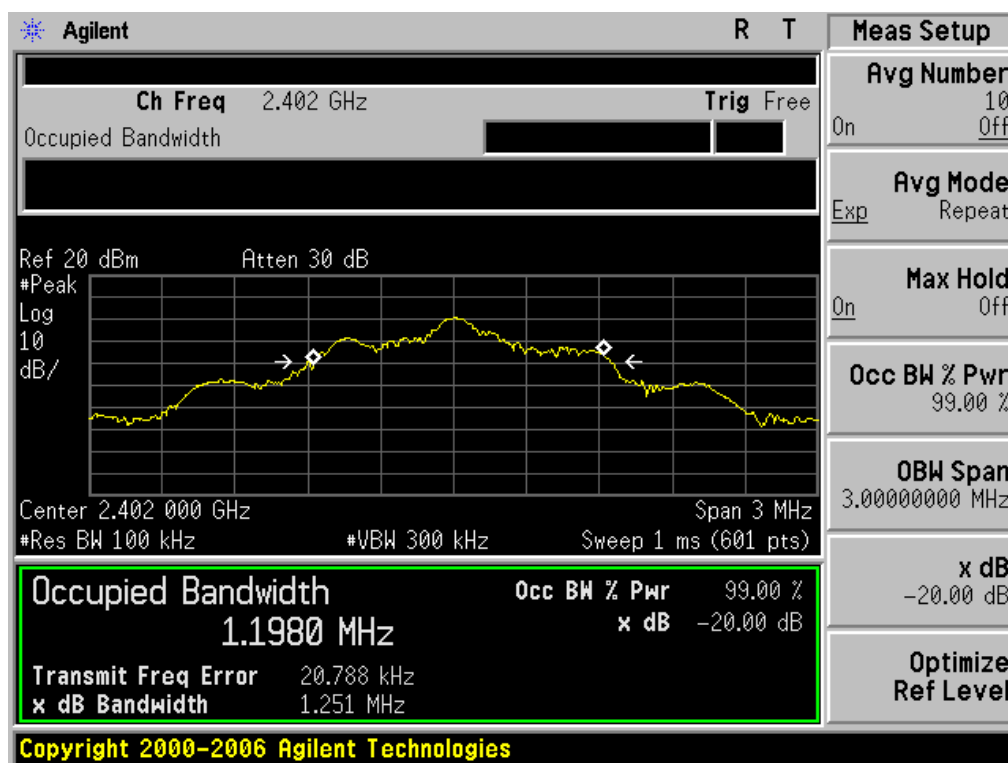 Agilent R T
Ch Freq 2.402 GHz Trig Free
Occupied Bandwidth
Ref 20 dBm Atten 30 dB
#Peak
Log
10
dB/
Center 2.402 000 GHz Span 3 MHz
#Res BW 100 kHz #VBW 300 kHz Sweep 1 ms (601 pts)
Occupied Bandwidth Occ BW % Pwr 99.00 %
1.1980 MHz x dB -20.00 dB
Transmit Freq Error 20.788 kHz
x dB Bandwidth 1.251 MHz
Copyright 2000-2006 Agilent Technologies
Meas Setup
Avg Number
10
On Off
Avg Mode
Exp Repeat
Max Hold
On Off
Occ BW % Pwr
99.00 %
OBW Span
3.00000000 MHz
x dB
-20.00 dB
Optimize
Ref Level